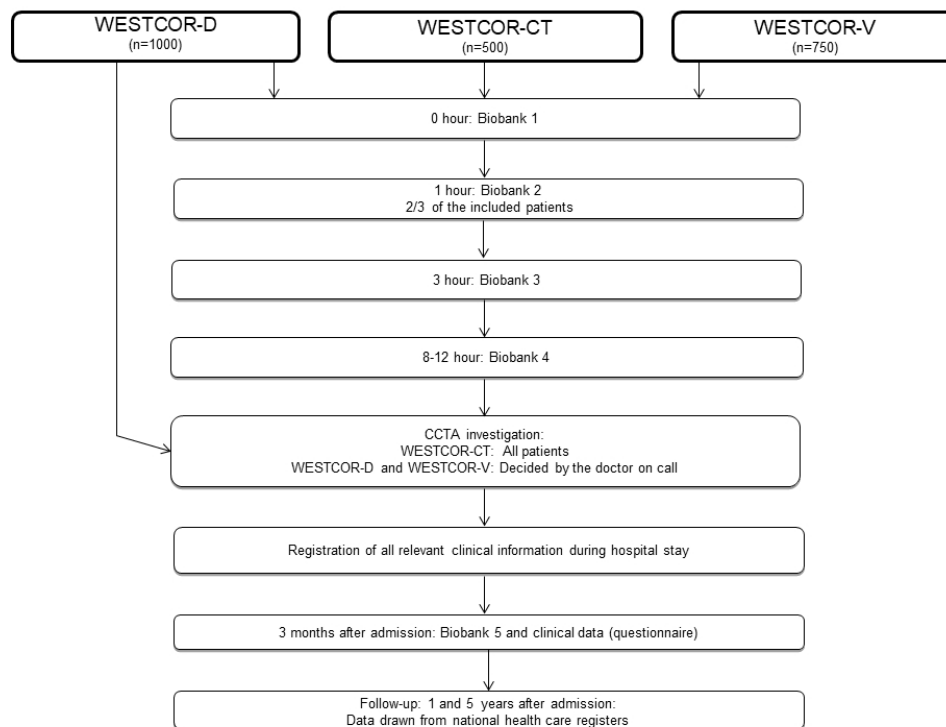 WESTCOR-D
(n=1000)
WESTCOR-CT
(n=500)
WESTCOR-V
(n=750)
0 hour: Biobank 1
1 hour: Biobank 2
2/3 of the included patients
3 hour: Biobank 3
8-12 hour: Biobank 4
CCTA investigation:
WESTCOR-CT: All patients
WESTCOR-D and WESTCOR-V: Decided by the doctor on call
Registration of all relevant clinical information during hospital stay
3 months after admission: Biobank 5 and clinical data (questionnaire)
Follow-up: 1 and 5 years after admission:
Data drawn from national health care registers